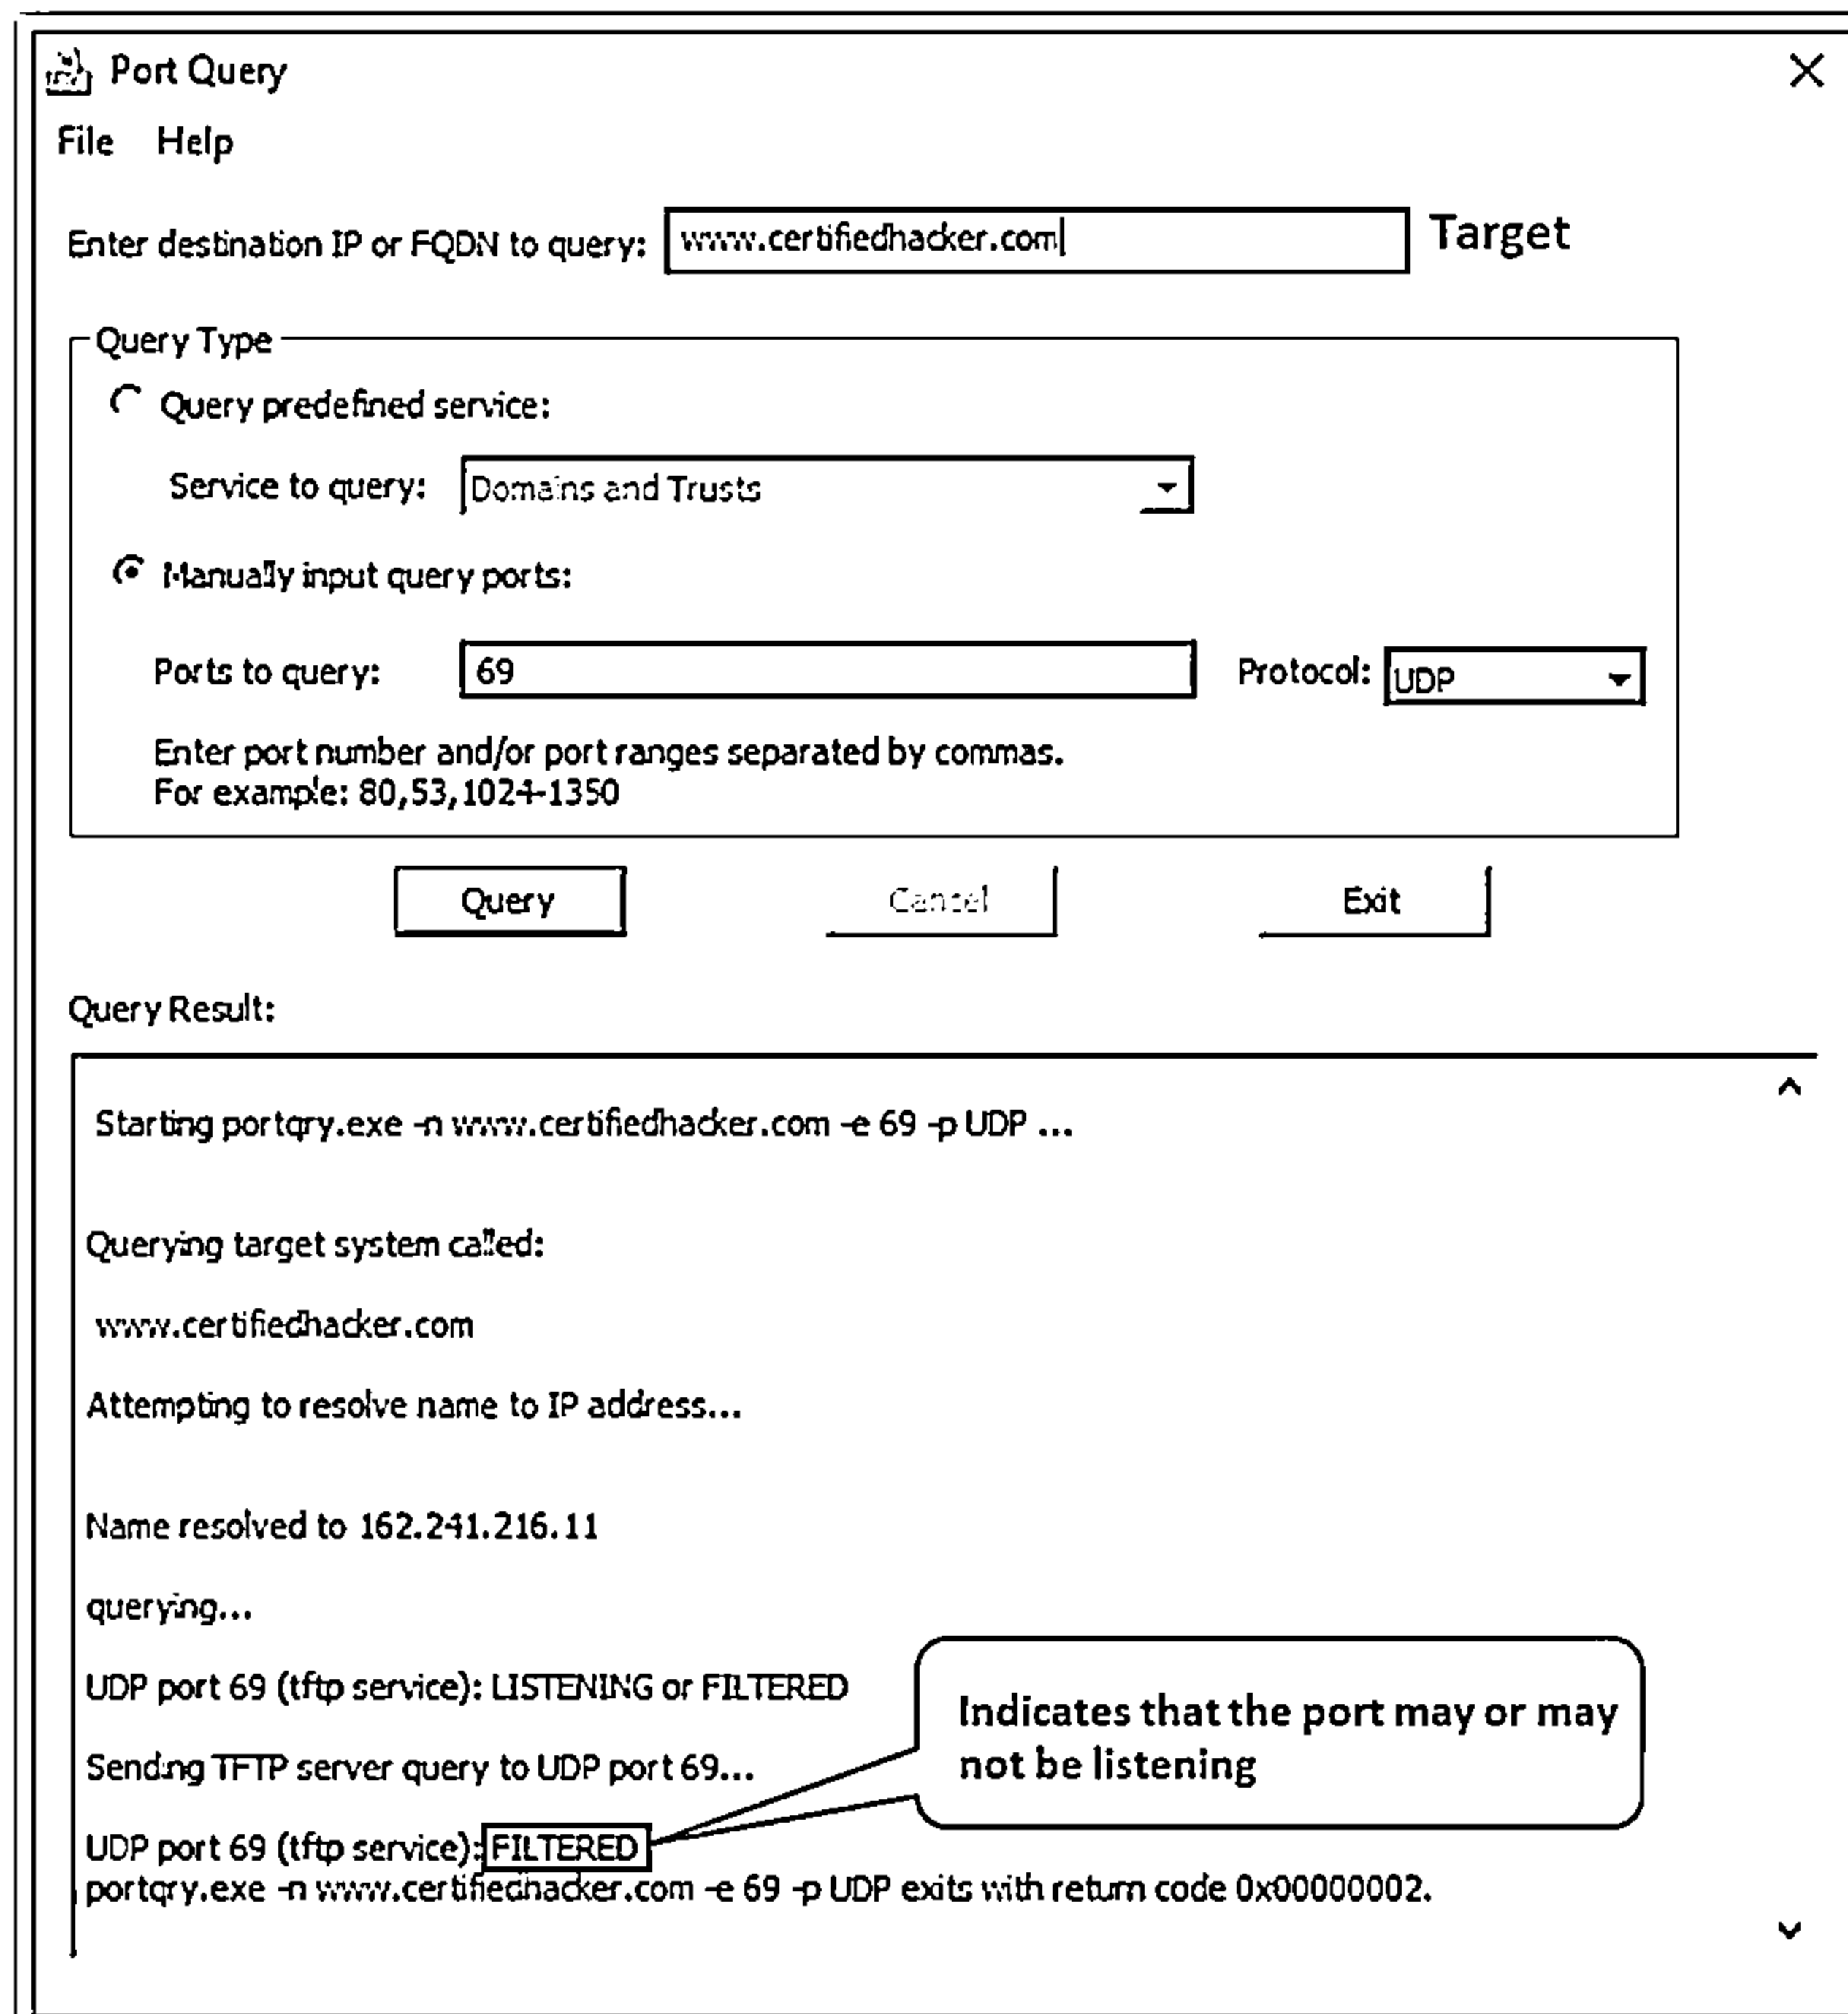 Port Query
File Help
Enter destination IP or FQDN to query: www.certifiedhacker.com Target
Query Type
Query predefined service:
Service to query: Domains and Trusts
Manually input query ports:
Ports to query: 69 Protocol: UDP
Enter port number and/or port ranges separated by commas.
For example: 80,53,1024-1350
Query Cancel Exit
Query Result:
Starting portqry.exe -n www.certifiedhacker.com -e 69 -p UDP ...
Querying target system called:
www.certifiedhacker.com
Attempting to resolve name to IP address...
Name resolved to 162.241.216.11
querying...
UDP port 69 (tftp service): LISTENING or FILTERED
Sending TFTP server query to UDP port 69...
Indicates that the port may or may
not be listening
UDP port 69 (tftp service): FILTERED
portqry.exe -n www.certifiedhacker.com -e 69 -p UDP exits with return code 0x00000002.